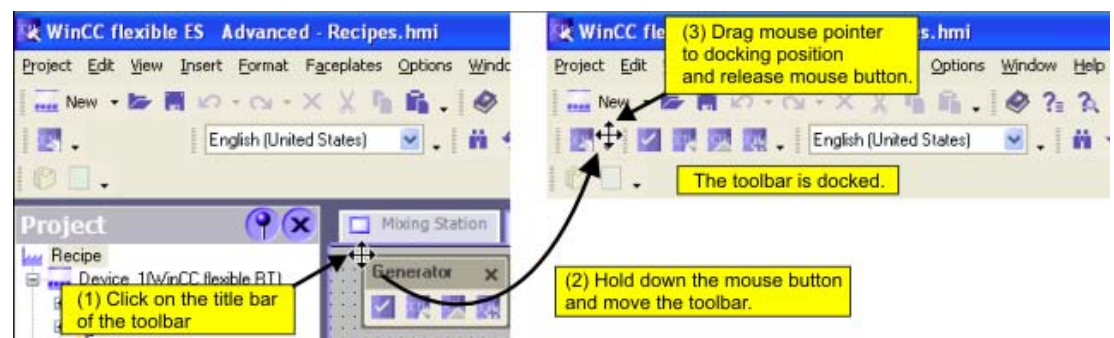 WinCC flexible ES Advanced - Recipes.hmi
Project Edit View Insert Format Faceplates Options
New
English (United States)
Project
Mixing Station
Recipe
Device_1(WinCC flexible RT)
Generator
(1) Click on the title bar
of the toolbar
WinCC
s.hmi
(3) Drag mouse pointer
to docking position
and release mouse button.
Project Edit Options Window Help
New
English (United States)
The toolbar is docked.
(2) Hold down the mouse button
and move the toolbar.